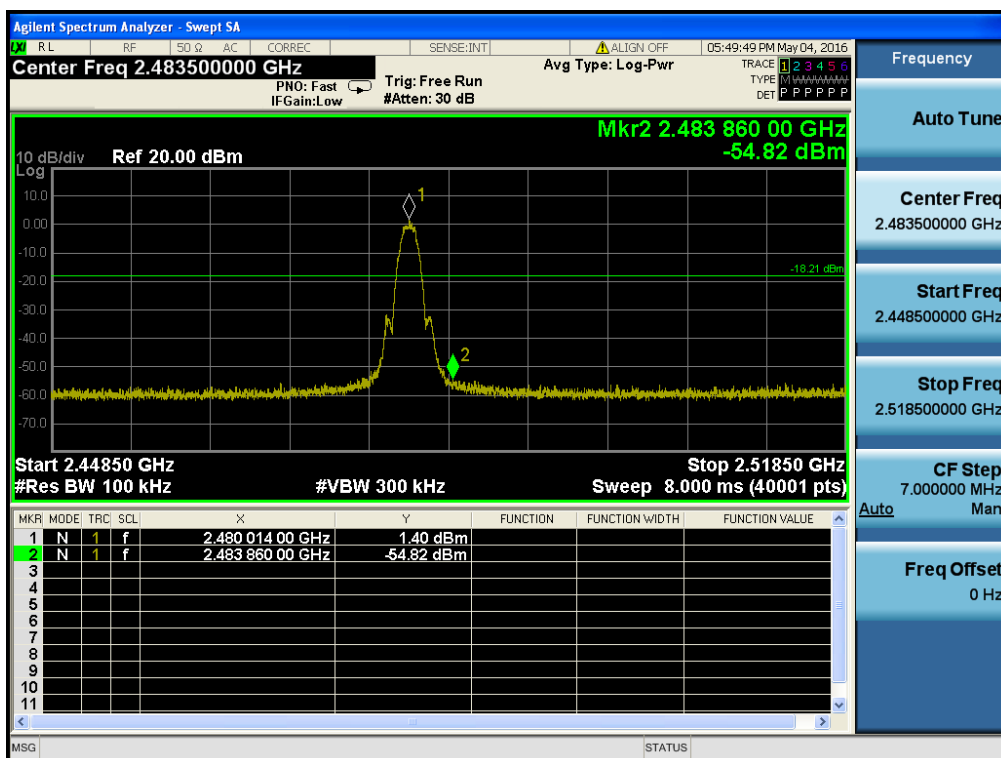 Agilent Spectrum Analyzer - Swept SA
LXI RL RF 50 Ω AC CORREC SENSE:INT ALIGN OFF 05:49:49 PM May 04, 2016
Center Freq 2.483500000 GHz
PNO: Fast
IFGain:Low
Trig: Free Run
#Atten: 30 dB
Avg Type: Log-Pwr
TRACE 1 2 3 4 5 6
TYPE M
DET P P P P P P
Mkr2 2.483 860 00 GHz
-54.82 dBm
10 dB/div Ref 20.00 dBm
Log
10.0
0.00
-10.0
-20.0
-30.0
-40.0
-50.0
-60.0
-70.0
1
-18.21 dBm
2
Start 2.44850 GHz Stop 2.51850 GHz
#Res BW 100 kHz #VBW 300 kHz Sweep 8.000 ms (40001 pts)
MKR MODE TRC SCL X Y FUNCTION FUNCTION WIDTH FUNCTION VALUE
1 N 1 f 2.480 014 00 GHz 1.40 dBm
2 N 1 f 2.483 860 00 GHz -54.82 dBm
3
4
5
6
7
8
9
10
11
MSG STATUS
Frequency
Auto Tune
Center Freq
2.483500000 GHz
Start Freq
2.448500000 GHz
Stop Freq
2.518500000 GHz
CF Step
7.000000 MHz
Auto Man
Freq Offset
0 Hz